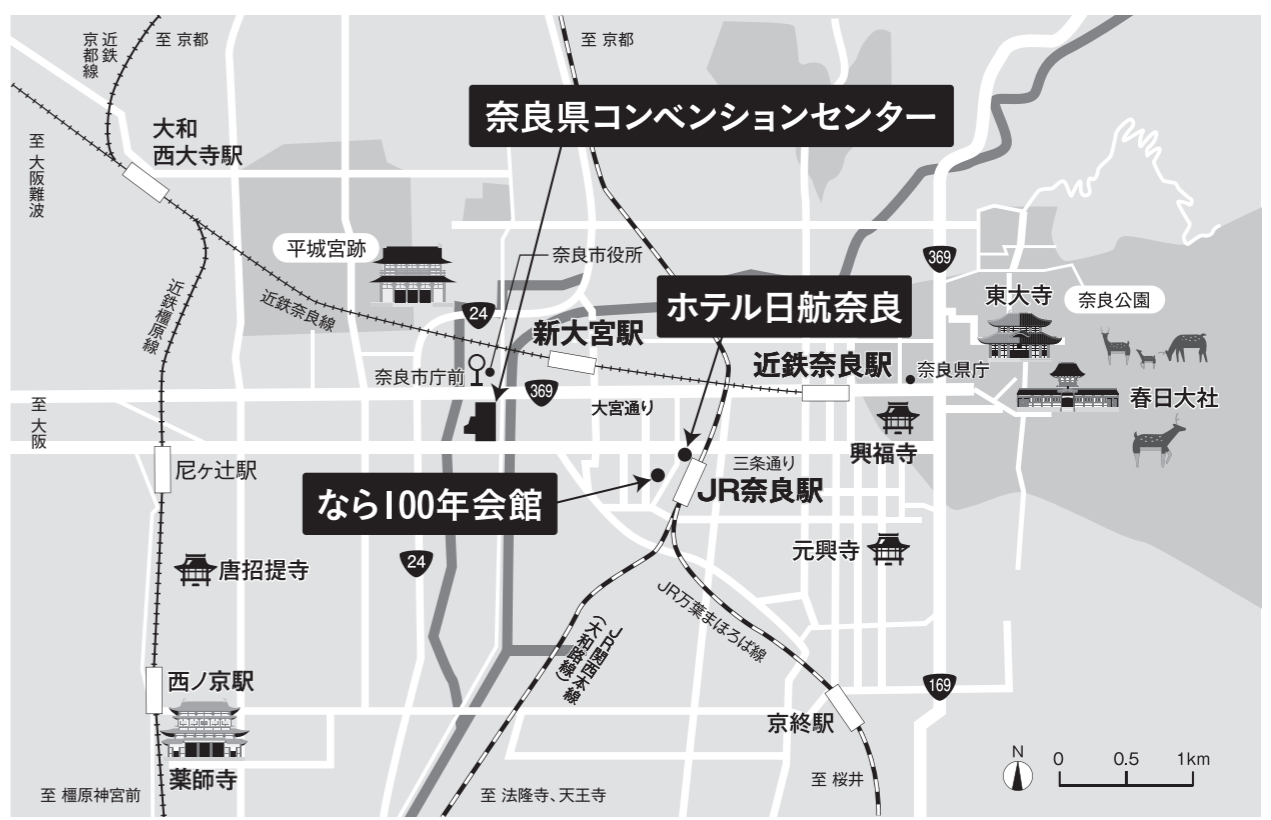 近鉄
京都線
至 京都
至 京都
奈良県コンベンションセンター
大和
西大寺駅
至 大阪難波
平城宮跡
奈良市役所
369
東大寺
奈良公園
ホテル日航奈良
近鉄橿原線
近鉄奈良線
24
新大宮駅
近鉄奈良駅
奈良県庁
奈良市庁前
369
大宮通り
春日大社
至 大阪
興福寺
尼ヶ辻駅
三条通り
JR奈良駅
なら100年会館
元興寺
24
唐招提寺
JR万葉まほろば線
JR関西本線
(大和路線)
西ノ京駅
169
京終駅
薬師寺
N
0 0.5 1km
至 橿原神宮前
至 法隆寺、天王寺
至 桜井